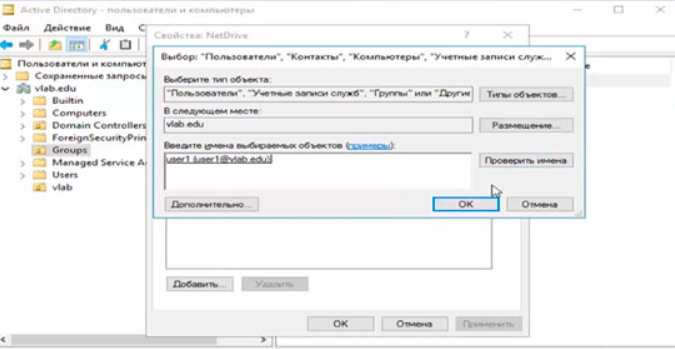 Active Directory - пользователи и компьютеры
Файл Действие Вид
Свойства: NetDrive
Выбор: "Пользователи", "Контакты", "Компьютеры", "Учетные записи служ...
Выберите тип объекта:
"Пользователи", "Учетные записи служб", "Группы" или "Другие
Типы объектов...
В следующем месте:
vlab.edu
Размещение...
Введите имена выбираемых объектов (примеры):
user1 (user1@vlab.edu)
Проверить имена
Дополнительно...
ОК
Отмена
Добавить...
Удалить
ОК
Отмена
Применить
Пользователи и компьют
Сохраненные запрось
vlab.edu
Builtin
Computers
Domain Controllers
ForeignSecurityPrin
Groups
Managed Service A
Users
vlab